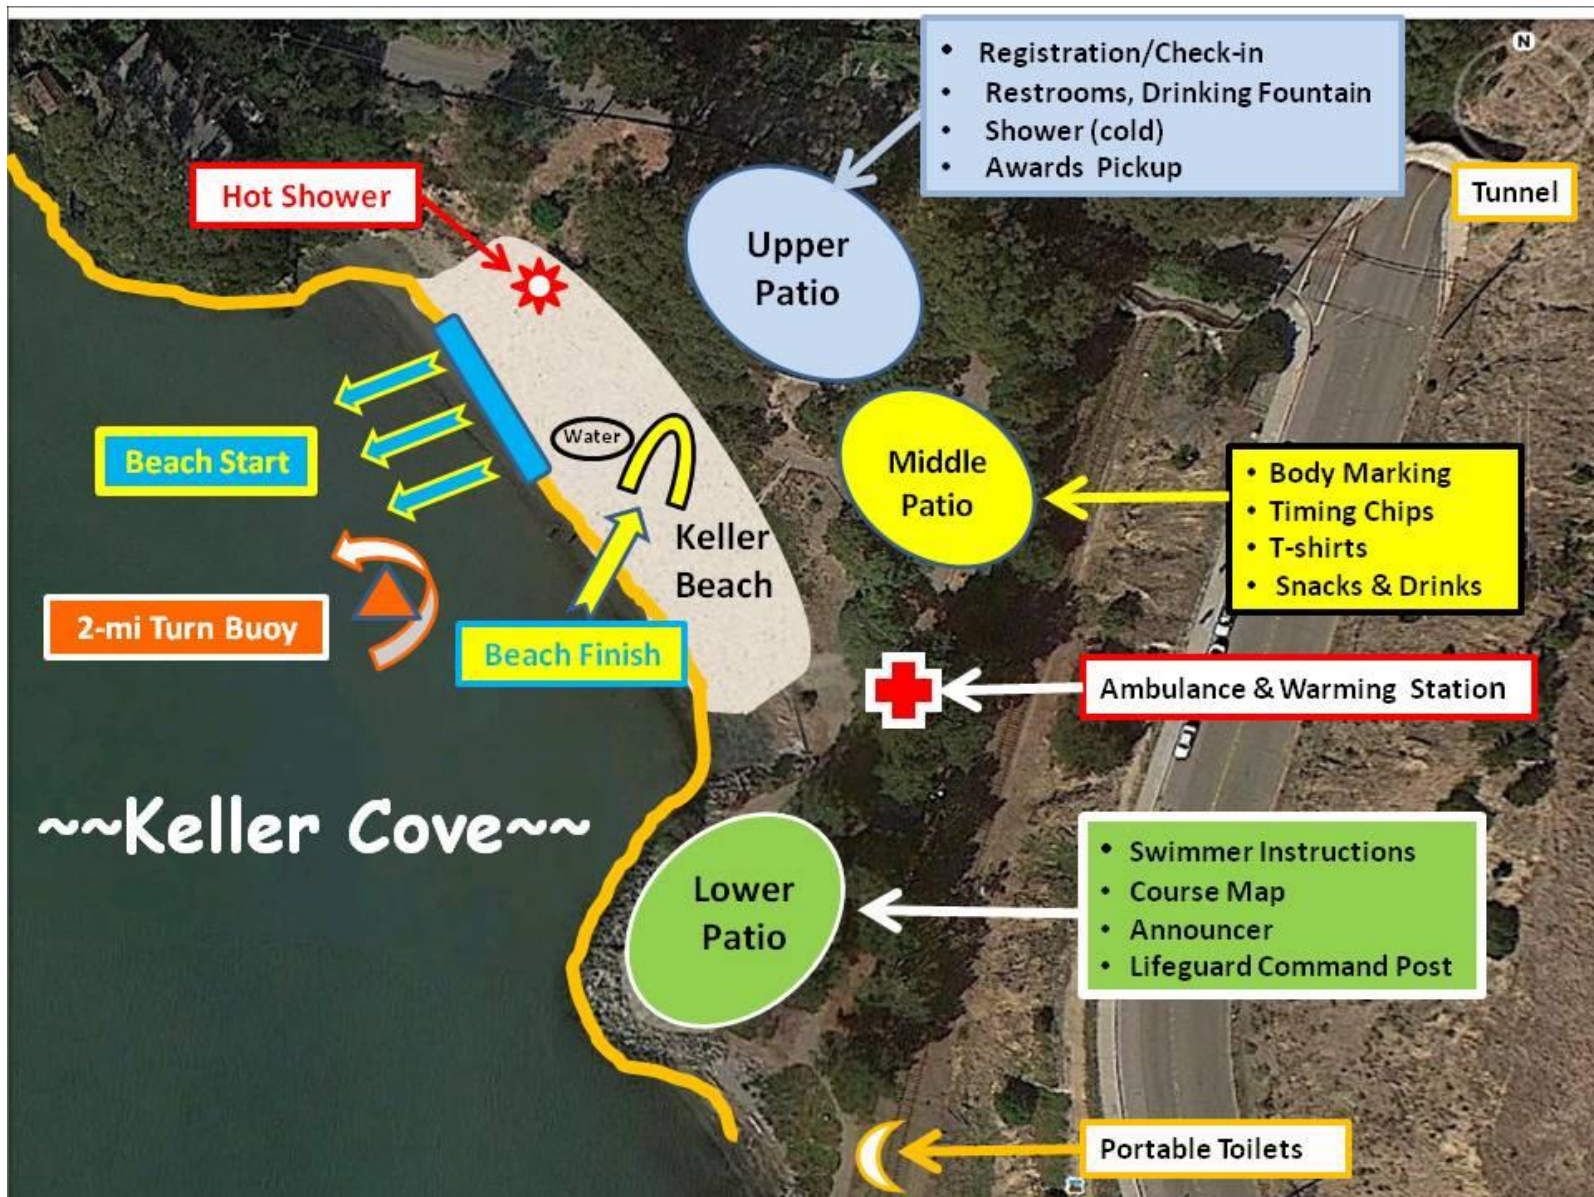 N
• Registration/Check-in
• Restrooms, Drinking Fountain
• Shower (cold)
• Awards Pickup
Tunnel
Hot Shower
Upper
Patio
Water
Beach Start
Middle
Patio
• Body Marking
• Timing Chips
• T-shirts
• Snacks & Drinks
Keller
Beach
2-mi Turn Buoy
Beach Finish
Ambulance & Warming Station
~~Keller Cove~~
Lower
Patio
• Swimmer Instructions
• Course Map
• Announcer
• Lifeguard Command Post
Portable Toilets